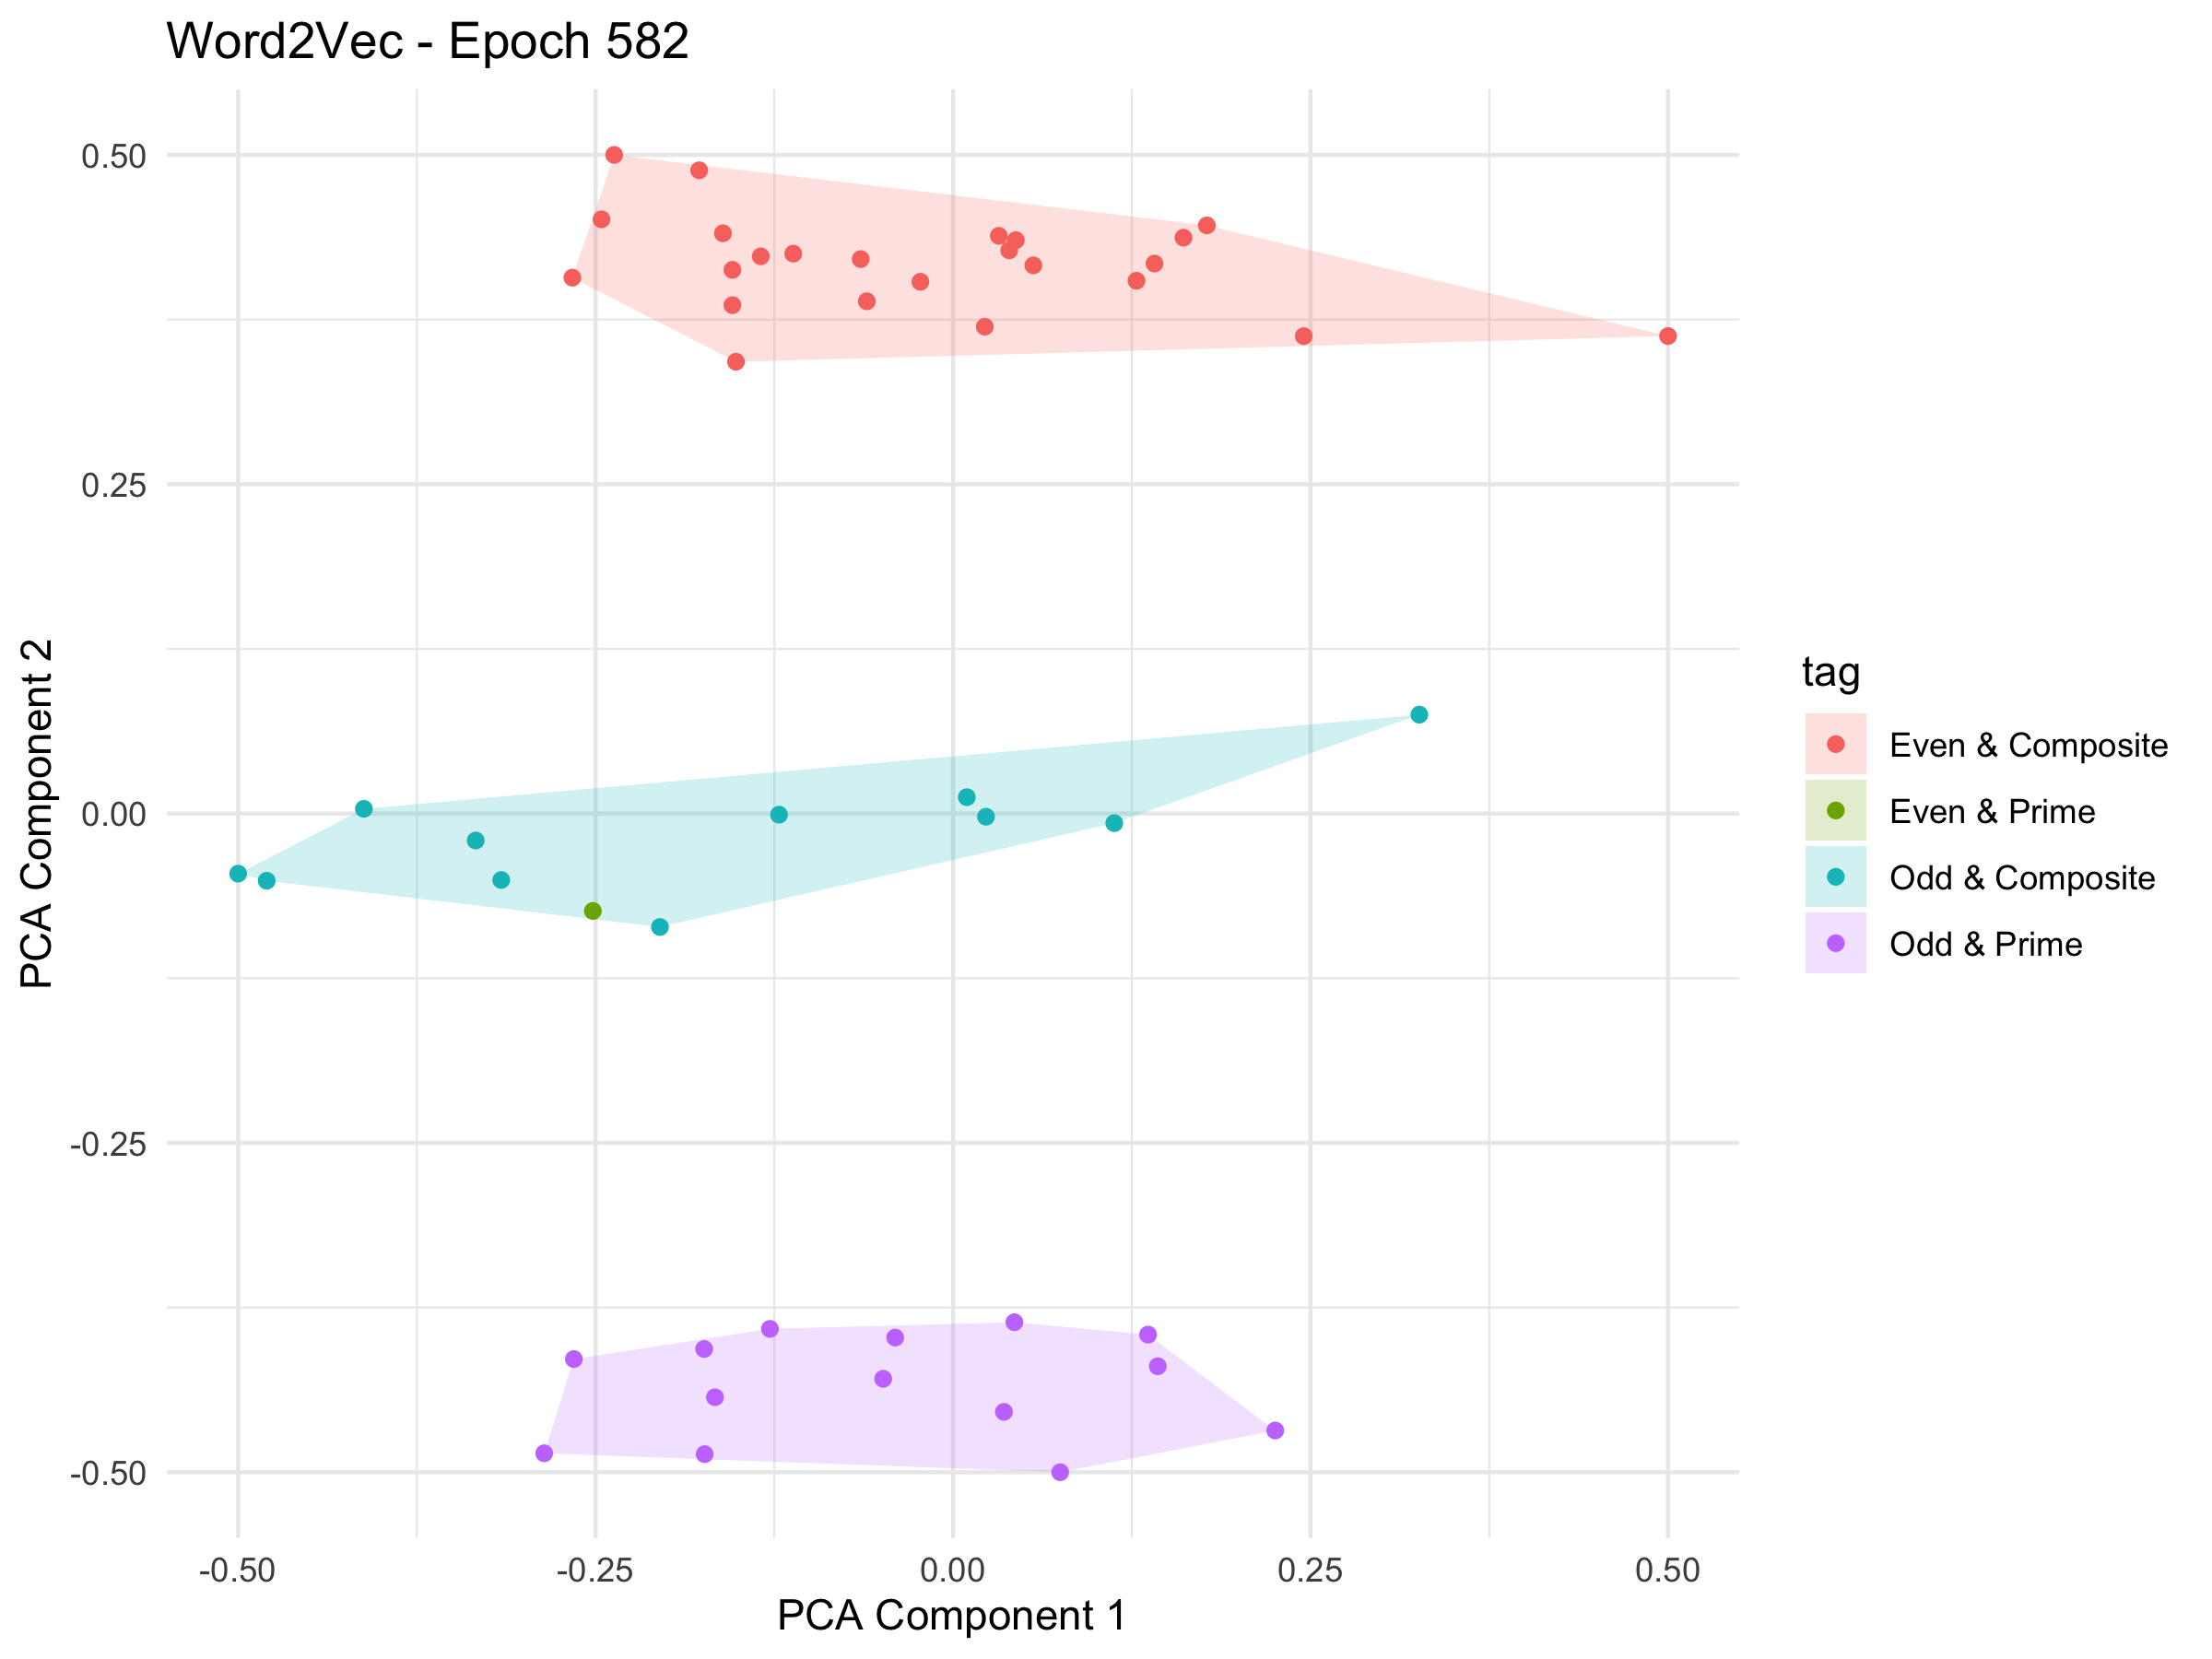 Word2Vec - Epoch 582
0.50
0.25
0.00
-0.25
-0.50
PCA Component 2
-0.50
-0.25
0.00
0.25
0.50
PCA Component 1
tag
Even & Composite
Even & Prime
Odd & Composite
Odd & Prime